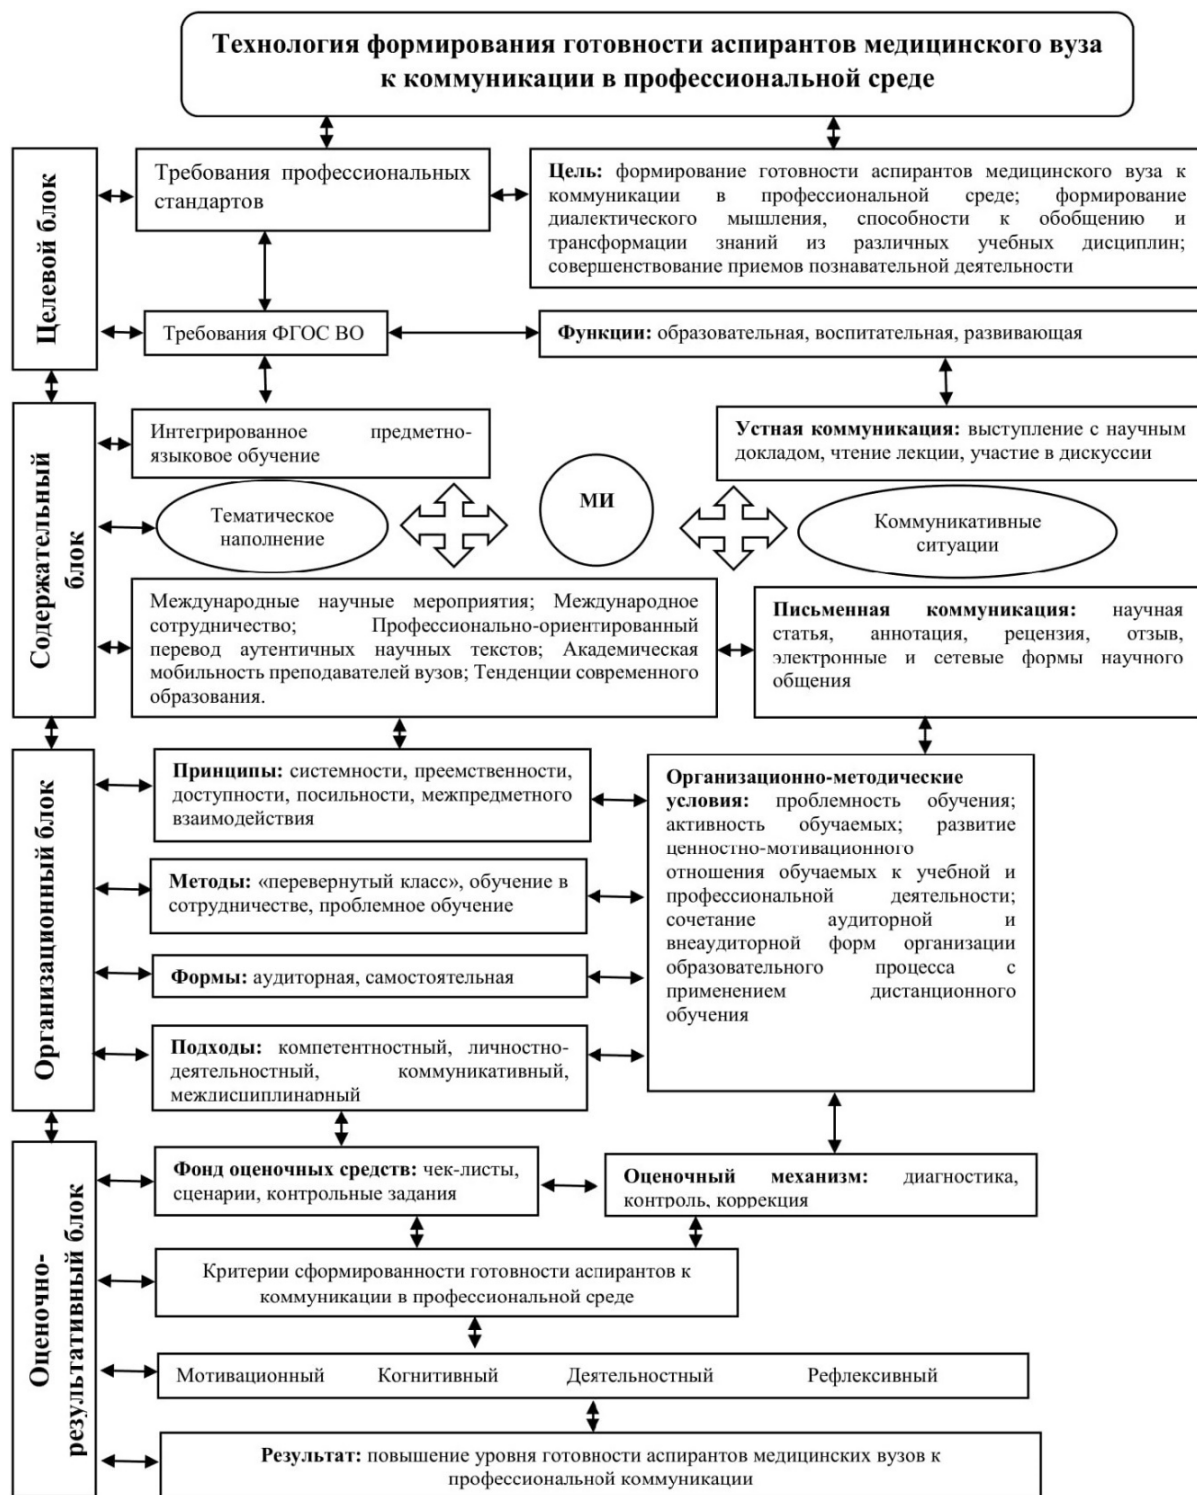 Технология формирования готовности аспирантов медицинского вуза
к коммуникации в профессиональной среде
Целевой блок
Требования профессиональных
стандартов
Цель: формирование готовности аспирантов медицинского вуза к
коммуникации в профессиональной среде; формирование
диалектического мышления, способности к обобщению и
трансформации знаний из различных учебных дисциплин;
совершенствование приемов познавательной деятельности
Требования ФГОС ВО
Функции: образовательная, воспитательная, развивающая
Содержательный
блок
Интегрированное предметно-
языковое обучение
Устная коммуникация: выступление с научным
докладом, чтение лекции, участие в дискуссии
Тематическое
наполнение
МИ
Коммуникативные
ситуации
Международные научные мероприятия; Международное
сотрудничество; Профессионально-ориентированный
перевод аутентичных научных текстов; Академическая
мобильность преподавателей вузов; Тенденции современного
образования.
Письменная коммуникация: научная
статья, аннотация, рецензия, отзыв,
электронные и сетевые формы научного
общения
Организационный блок
Принципы: системности, преемственности,
доступности, посильности, межпредметного
взаимодействия
Методы: «перевернутый класс», обучение в
сотрудничестве, проблемное обучение
Формы: аудиторная, самостоятельная
Подходы: компетентностный, личностно-
деятельностный, коммуникативный,
междисциплинарный
Организационно-методические
условия: проблемность обучения;
активность обучаемых; развитие
ценностно-мотивационного
отношения обучаемых к учебной и
профессиональной деятельности;
сочетание аудиторной и
внеаудиторной форм организации
образовательного процесса с
применением дистанционного
обучения
Оценочно-
результативный блок
Фонд оценочных средств: чек-листы,
сценарии, контрольные задания
Оценочный механизм: диагностика,
контроль, коррекция
Критерии сформированности готовности аспирантов к
коммуникации в профессиональной среде
Мотивационный Когнитивный Деятельностный Рефлексивный
Результат: повышение уровня готовности аспирантов медицинских вузов к
профессиональной коммуникации